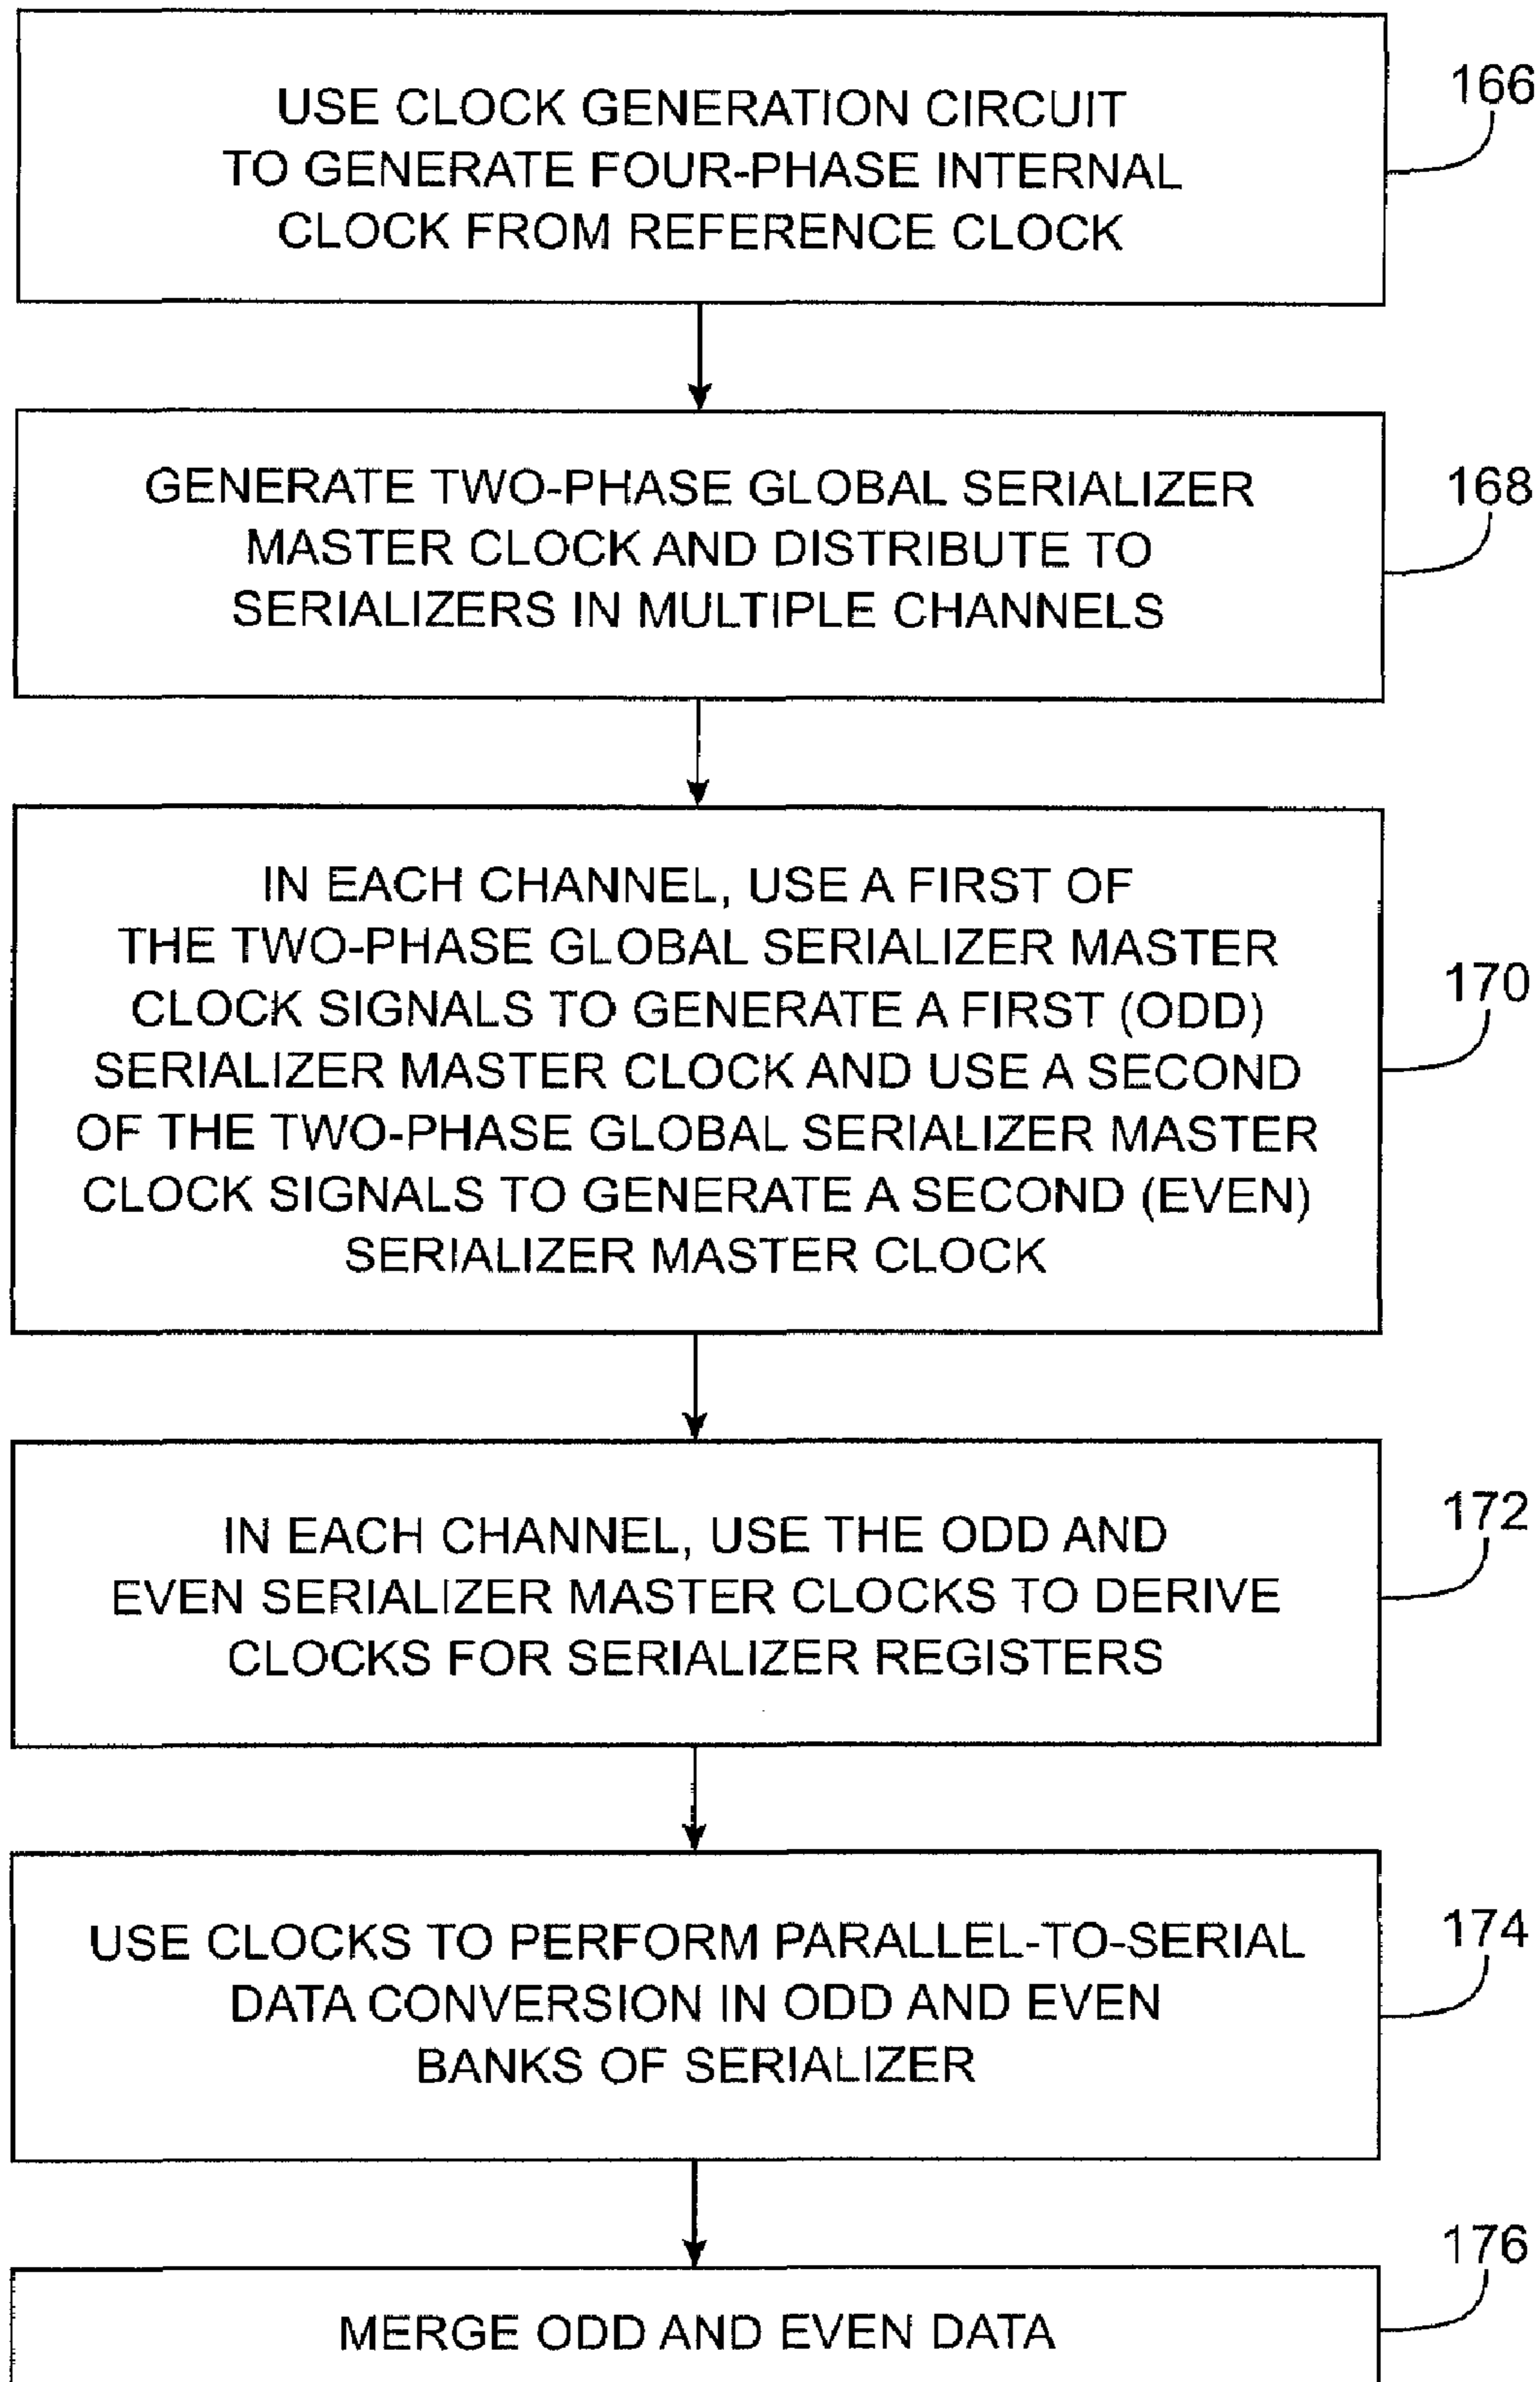 USE CLOCK GENERATION CIRCUIT
TO GENERATE FOUR-PHASE INTERNAL
CLOCK FROM REFERENCE CLOCK
166
GENERATE TWO-PHASE GLOBAL SERIALIZER
MASTER CLOCK AND DISTRIBUTE TO
SERIALIZERS IN MULTIPLE CHANNELS
168
IN EACH CHANNEL, USE A FIRST OF
THE TWO-PHASE GLOBAL SERIALIZER MASTER
CLOCK SIGNALS TO GENERATE A FIRST (ODD)
SERIALIZER MASTER CLOCK AND USE A SECOND
OF THE TWO-PHASE GLOBAL SERIALIZER MASTER
CLOCK SIGNALS TO GENERATE A SECOND (EVEN)
SERIALIZER MASTER CLOCK
170
IN EACH CHANNEL, USE THE ODD AND
EVEN SERIALIZER MASTER CLOCKS TO DERIVE
CLOCKS FOR SERIALIZER REGISTERS
172
USE CLOCKS TO PERFORM PARALLEL-TO-SERIAL
DATA CONVERSION IN ODD AND EVEN
BANKS OF SERIALIZER
174
MERGE ODD AND EVEN DATA
176